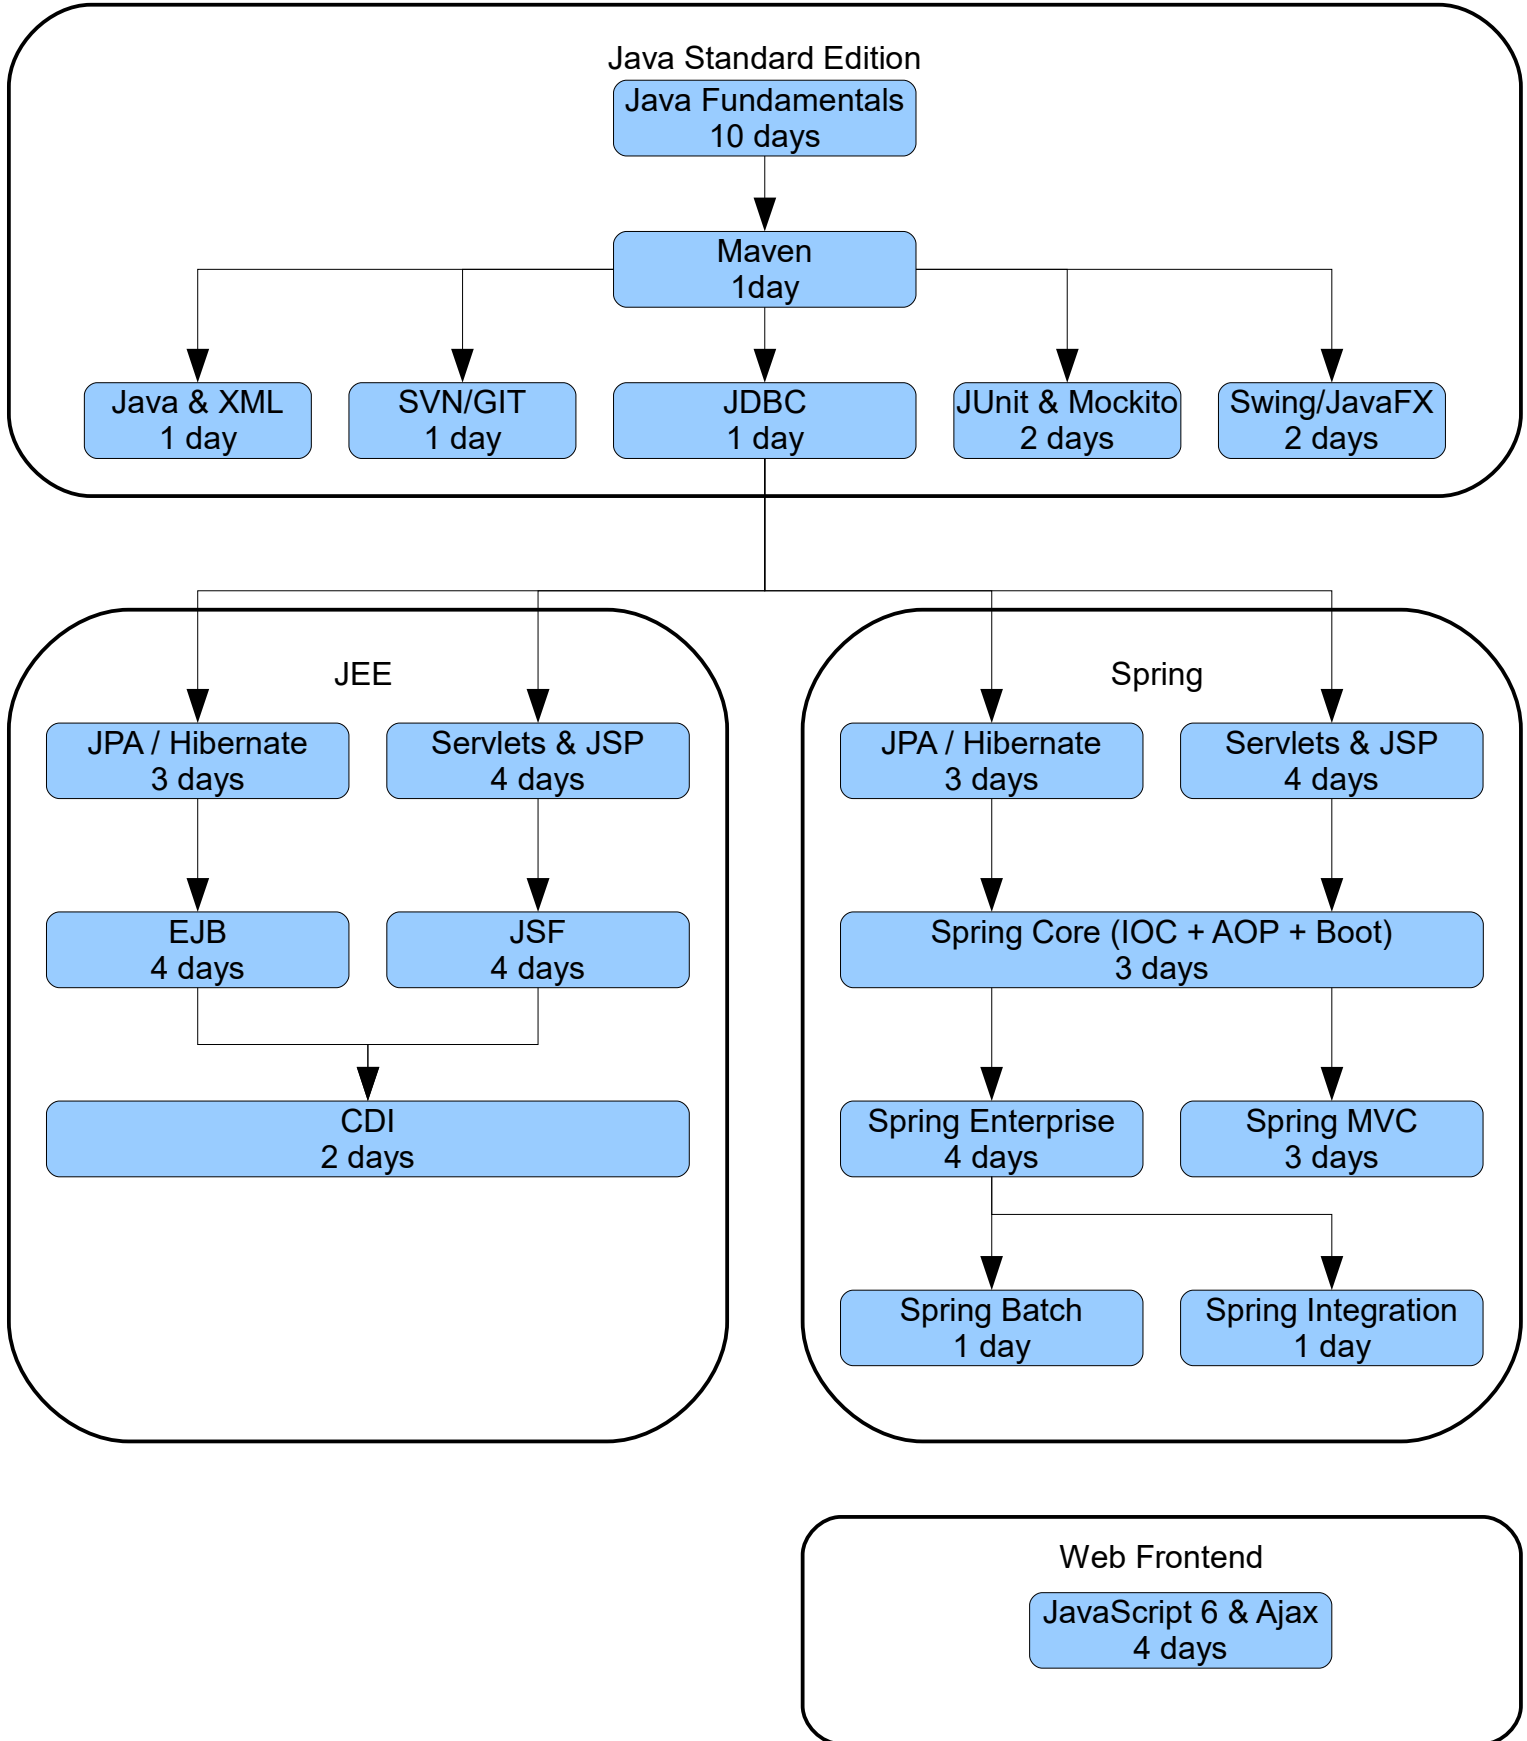 Java Standard Edition
Java Fundamentals
10 days
Maven
1day
Java & XML
1 day
SVN/GIT
1 day
JDBC
1 day
JUnit & Mockito
2 days
Swing/JavaFX
2 days
JEE
JPA / Hibernate
3 days
Servlets & JSP
4 days
EJB
4 days
JSF
4 days
CDI
2 days
Spring
JPA / Hibernate
3 days
Servlets & JSP
4 days
Spring Core (IOC + AOP + Boot)
3 days
Spring Enterprise
4 days
Spring MVC
3 days
Spring Batch
1 day
Spring Integration
1 day
Web Frontend
JavaScript 6 & Ajax
4 days